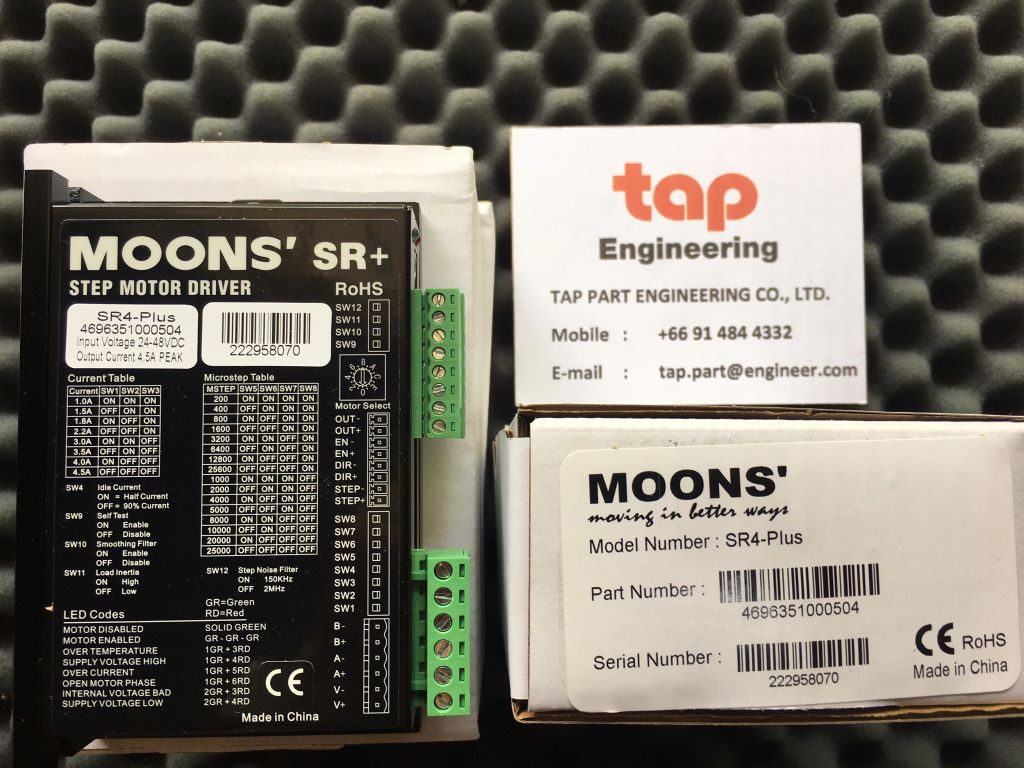 MOONS' SR+
STEP MOTOR DRIVER
RoHS
SR4-Plus
4696351000504
Input Voltage 24-48VDC
Output Current 4.5A PEAK
222958070
Current Table
Current SW1 SW2 SW3
1.0A ON ON ON
1.5A OFF ON ON
1.8A ON OFF ON
2.2A OFF OFF ON
3.0A ON ON OFF
3.5A OFF ON OFF
4.0A ON OFF OFF
4.5A OFF OFF OFF
SW4 Idle Current
ON = Half Current
OFF = 90% Current
SW9 Self Test
ON Enable
OFF Disable
SW10 Smoothing Filter
ON Enable
OFF Disable
SW11 Load Inertia
ON High
OFF Low
Microstep Table
MSTEP SW5 SW6 SW7 SW8
200 ON ON ON ON
400 OFF ON ON ON
800 ON OFF ON ON
1600 OFF OFF ON ON
3200 ON ON OFF ON
6400 OFF ON OFF ON
12800 ON OFF OFF ON
25600 OFF OFF OFF ON
1000 ON ON ON OFF
2000 OFF ON ON OFF
4000 ON OFF ON OFF
5000 OFF OFF ON OFF
8000 ON ON OFF OFF
10000 OFF ON OFF OFF
20000 ON OFF OFF OFF
25000 OFF OFF OFF OFF
SW12 Step Noise Filter
ON 150KHz
OFF 2MHz
GR=Green
RD=Red
LED Codes
MOTOR DISABLED SOLID GREEN
MOTOR ENABLED GR - GR - GR
OVER TEMPERATURE 1GR + 3RD
SUPPLY VOLTAGE HIGH 1GR + 4RD
OVER CURRENT 1GR + 5RD
OPEN MOTOR PHASE 1GR + 6RD
INTERNAL VOLTAGE BAD 2GR + 3RD
SUPPLY VOLTAGE LOW 2GR + 4RD
CE
Made in China
SW12
SW11
SW10
SW9
Motor Select
OUT-
OUT+
EN -
EN +
DIR-
DIR+
STEP-
STEP+
SW8
SW7
SW6
SW5
SW4
SW3
SW2
SW1
B-
B+
A-
A+
V-
V+
tap
Engineering
TAP PART ENGINEERING CO., LTD.
Mobile : +66 91 484 4332
E-mail : tap.part@engineer.com
MOONS'
moving in better ways
Model Number : SR4-Plus
Part Number :
4696351000504
Serial Number :
222958070
CE RoHS
Made in China